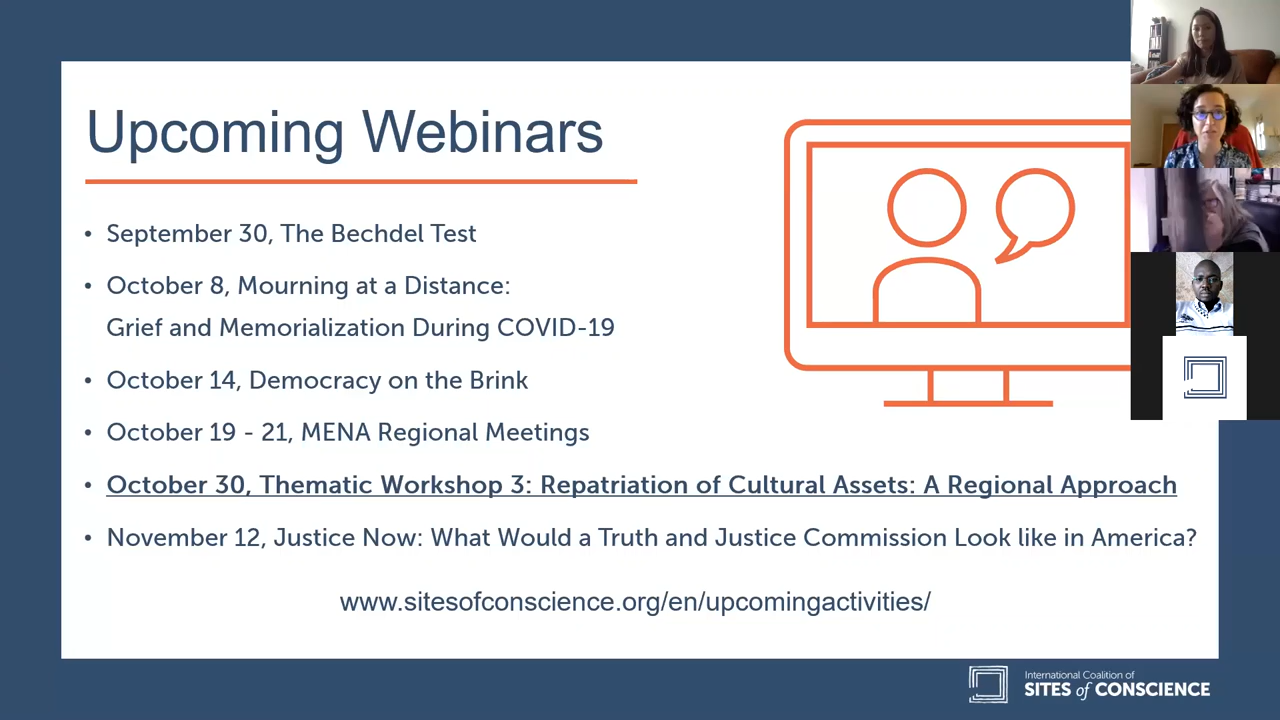 Upcoming Webinars
• September 30, The Bechdel Test
• October 8, Mourning at a Distance:
Grief and Memorialization During COVID-19
• October 14, Democracy on the Brink
• October 19 - 21, MENA Regional Meetings
• October 30, Thematic Workshop 3: Repatriation of Cultural Assets: A Regional Approach
• November 12, Justice Now: What Would a Truth and Justice Commission Look like in America?
www.sitesofconscience.org/en/upcomingactivities/
International Coalition of
SITES of CONSCIENCE